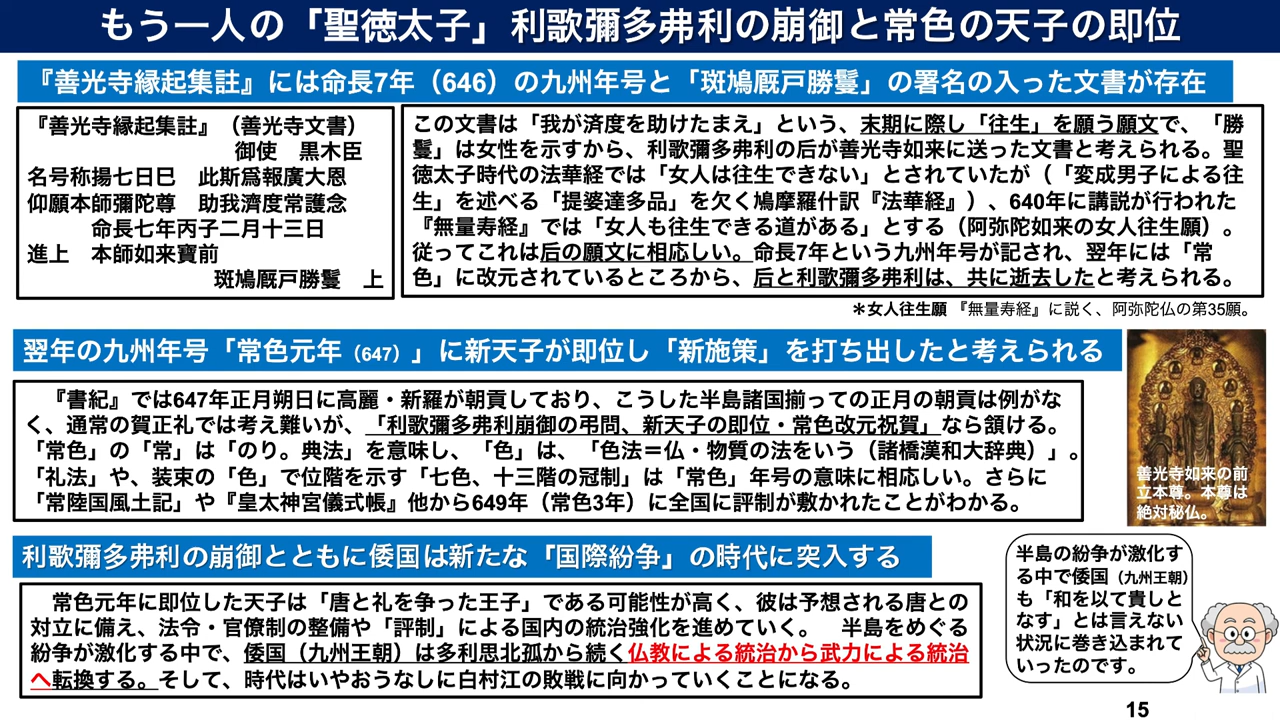 もう一人の「聖徳太子」利歌彌多弗利の崩御と常色の天子の即位
『善光寺縁起集註』には命長7年（646）の九州年号と「斑鳩厩戸勝鬘」の署名の入った文書が存在
『善光寺縁起集註』（善光寺文書）
御使　黒木臣
名号称揚七日巳　此斯爲報廣大恩
仰願本師彌陀尊　助我濟度常護念
命長七年丙子二月十三日
進上　本師如来寶前
斑鳩厩戸勝鬘　上
この文書は「我が済度を助けたまえ」という、末期に際し「往生」を願う願文で、「勝
鬘」は女性を示すから、利歌彌多弗利の后が善光寺如来に送った文書と考えられる。聖
徳太子時代の法華経では「女人は往生できない」とされていたが（「変成男子による往
生」を述べる「提婆達多品」を欠く鳩摩羅什訳『法華経』）、640年に講説が行われた
『無量寿経』では「女人も往生できる道がある」とする（阿弥陀如来の女人往生願）。
従ってこれは后の願文に相応しい。命長7年という九州年号が記され、翌年には「常
色」に改元されているところから、后と利歌彌多弗利は、共に逝去したと考えられる。
＊女人往生願 『無量寿経』に説く、阿弥陀仏の第35願。
翌年の九州年号「常色元年（647）」に新天子が即位し「新施策」を打ち出したと考えられる
『書紀』では647年正月朔日に高麗・新羅が朝貢しており、こうした半島諸国揃っての正月の朝貢は例がな
く、通常の賀正礼では考え難いが、「利歌彌多弗利崩御の弔問、新天子の即位・常色改元祝賀」なら頷ける。
「常色」の「常」は「のり。典法」を意味し、「色」は、「色法＝仏・物質の法をいう（諸橋漢和大辞典）」。
「礼法」や、装束の「色」で位階を示す「七色、十三階の冠制」は「常色」年号の意味に相応しい。さらに
「常陸国風土記」や『皇太神宮儀式帳』他から649年（常色3年）に全国に評制が敷かれたことがわかる。
善光寺如来の前
立本尊。本尊は
絶対秘仏。
利歌彌多弗利の崩御とともに倭国は新たな「国際紛争」の時代に突入する
常色元年に即位した天子は「唐と礼を争った王子」である可能性が高く、彼は予想される唐との
対立に備え、法令・官僚制の整備や「評制」による国内の統治強化を進めていく。　半島をめぐる
紛争が激化する中で、倭国（九州王朝）は多利思北孤から続く仏教による統治から武力による統治
へ転換する。そして、時代はいやおうなしに白村江の敗戦に向かっていくことになる。
半島の紛争が激化す
る中で倭国（九州王朝）
も「和を以て貴しと
なす」とは言えない
状況に巻き込まれて
いったのです。
15